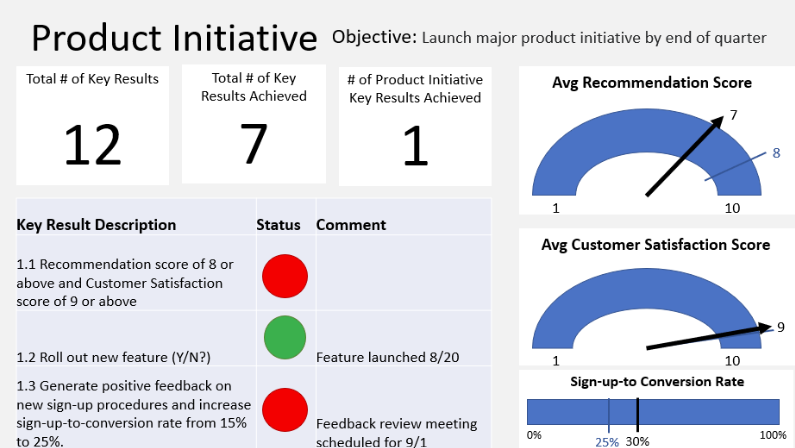 Product Initiative
Objective: Launch major product initiative by end of quarter
Total # of Key Results
12
Total # of Key
Results Achieved
7
# of Product Initiative
Key Results Achieved
1
Avg Recommendation Score
7
8
1
10
Key Result Description
Status
Comment
1.1 Recommendation score of 8 or
above and Customer Satisfaction
score of 9 or above
1.2 Roll out new feature (Y/N?)
Feature launched 8/20
1.3 Generate positive feedback on
new sign-up procedures and increase
sign-up-to-conversion rate from 15%
to 25%.
Feedback review meeting
scheduled for 9/1
Avg Customer Satisfaction Score
9
1
10
Sign-up-to Conversion Rate
0%
25%
30%
100%